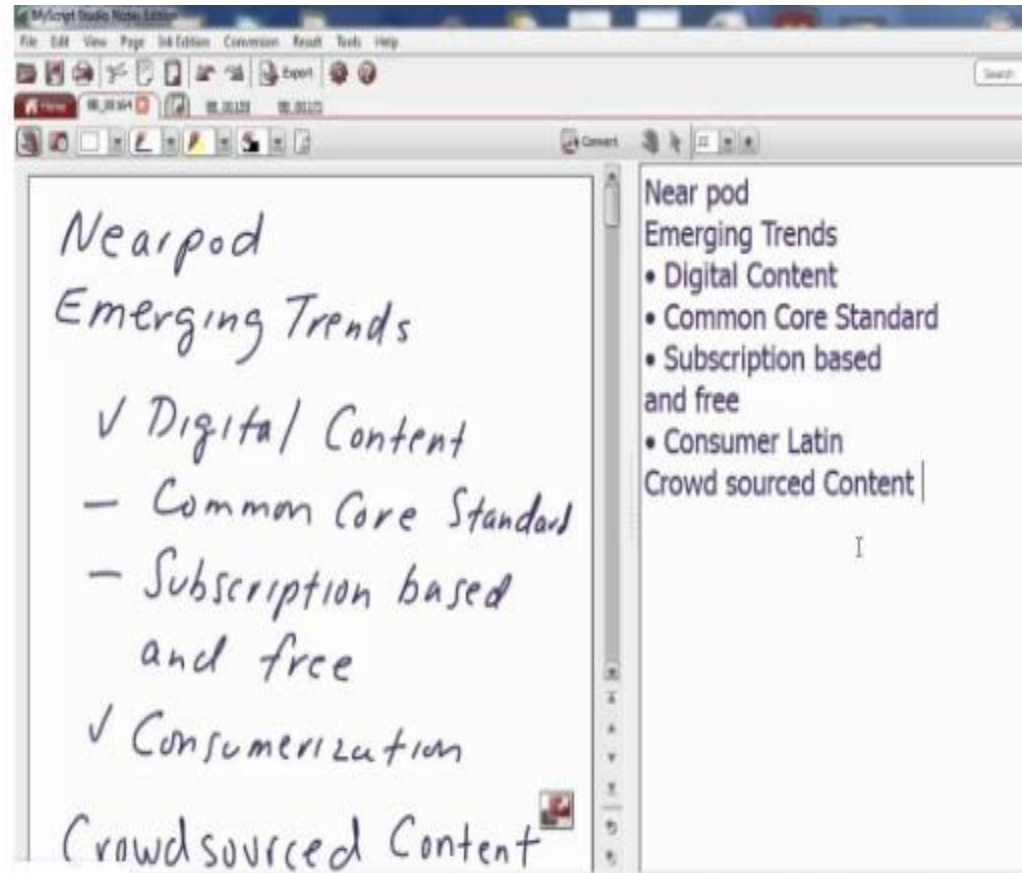 MyScript Studio Notes Edition
File Edit View Page Ink Edition Conversion Result Tools Help
Export Search
Home
Convert 22
Nearpod
Emerging Trends
√ Digital Content
– Common Core Standard
– Subscription based
and free
√ Consumerization
Crowdsourced Content
Near pod
Emerging Trends
• Digital Content
• Common Core Standard
• Subscription based
and free
• Consumer Latin
Crowd sourced Content